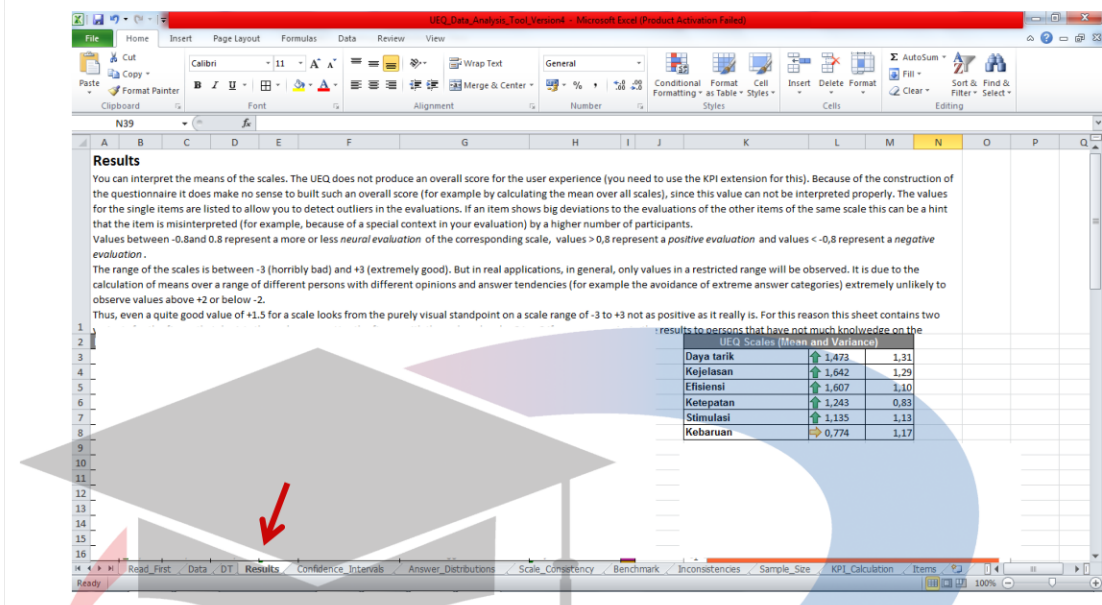 UEQ_Data_Analysis_Tool_Version4 - Microsoft Excel (Product Activation Failed)
File Home Insert Page Layout Formulas Data Review View
Paste
Cut
Copy
Format Painter
Clipboard
Calibri 11
B I U
Font
Wrap Text
Merge & Center
Alignment
General
% ,
Number
Conditional Formatting
Format as Table
Cell Styles
Styles
Insert Delete Format
Cells
Σ AutoSum
Fill
Clear
Sort & Filter
Find & Select
Editing
N39 fx
A B C D E F G H I J K L M N O P Q
Results
You can interpret the means of the scales. The UEQ does not produce an overall score for the user experience (you need to use the KPI extension for this). Because of the construction of
the questionnaire it does make no sense to built such an overall score (for example by calculating the mean over all scales), since this value can not be interpreted properly. The values
for the single items are listed to allow you to detect outliers in the evaluations. If an item shows big deviations to the evaluations of the other items of the same scale this can be a hint
that the item is misinterpreted (for example, because of a special context in your evaluation) by a higher number of participants.
Values between -0.8and 0.8 represent a more or less neural evaluation of the corresponding scale, values > 0,8 represent a positive evaluation and values < -0,8 represent a negative
evaluation .
The range of the scales is between -3 (horribly bad) and +3 (extremely good). But in real applications, in general, only values in a restricted range will be observed. It is due to the
calculation of means over a range of different persons with different opinions and answer tendencies (for example the avoidance of extreme answer categories) extremely unlikely to
observe values above +2 or below -2.
Thus, even a quite good value of +1.5 for a scale looks from the purely visual standpoint on a scale range of -3 to +3 not as positive as it really is. For this reason this sheet contains two
1 results to persons that have not much knolwedge on the
2 UEQ Scales (Mean and Variance)
3 Daya tarik 1,473 1,31
4 Kejelasan 1,642 1,29
5 Efisiensi 1,607 1,10
6 Ketepatan 1,243 0,83
7 Stimulasi 1,135 1,13
8 Kebaruan 0,774 1,17
9
10
11
12
13
14
15
16
Read_First Data DT Results Confidence_Intervals Answer_Distributions Scale_Consstency Benchmark Inconsstencies Sample_Size KPI_Calculation Items
Ready 100%